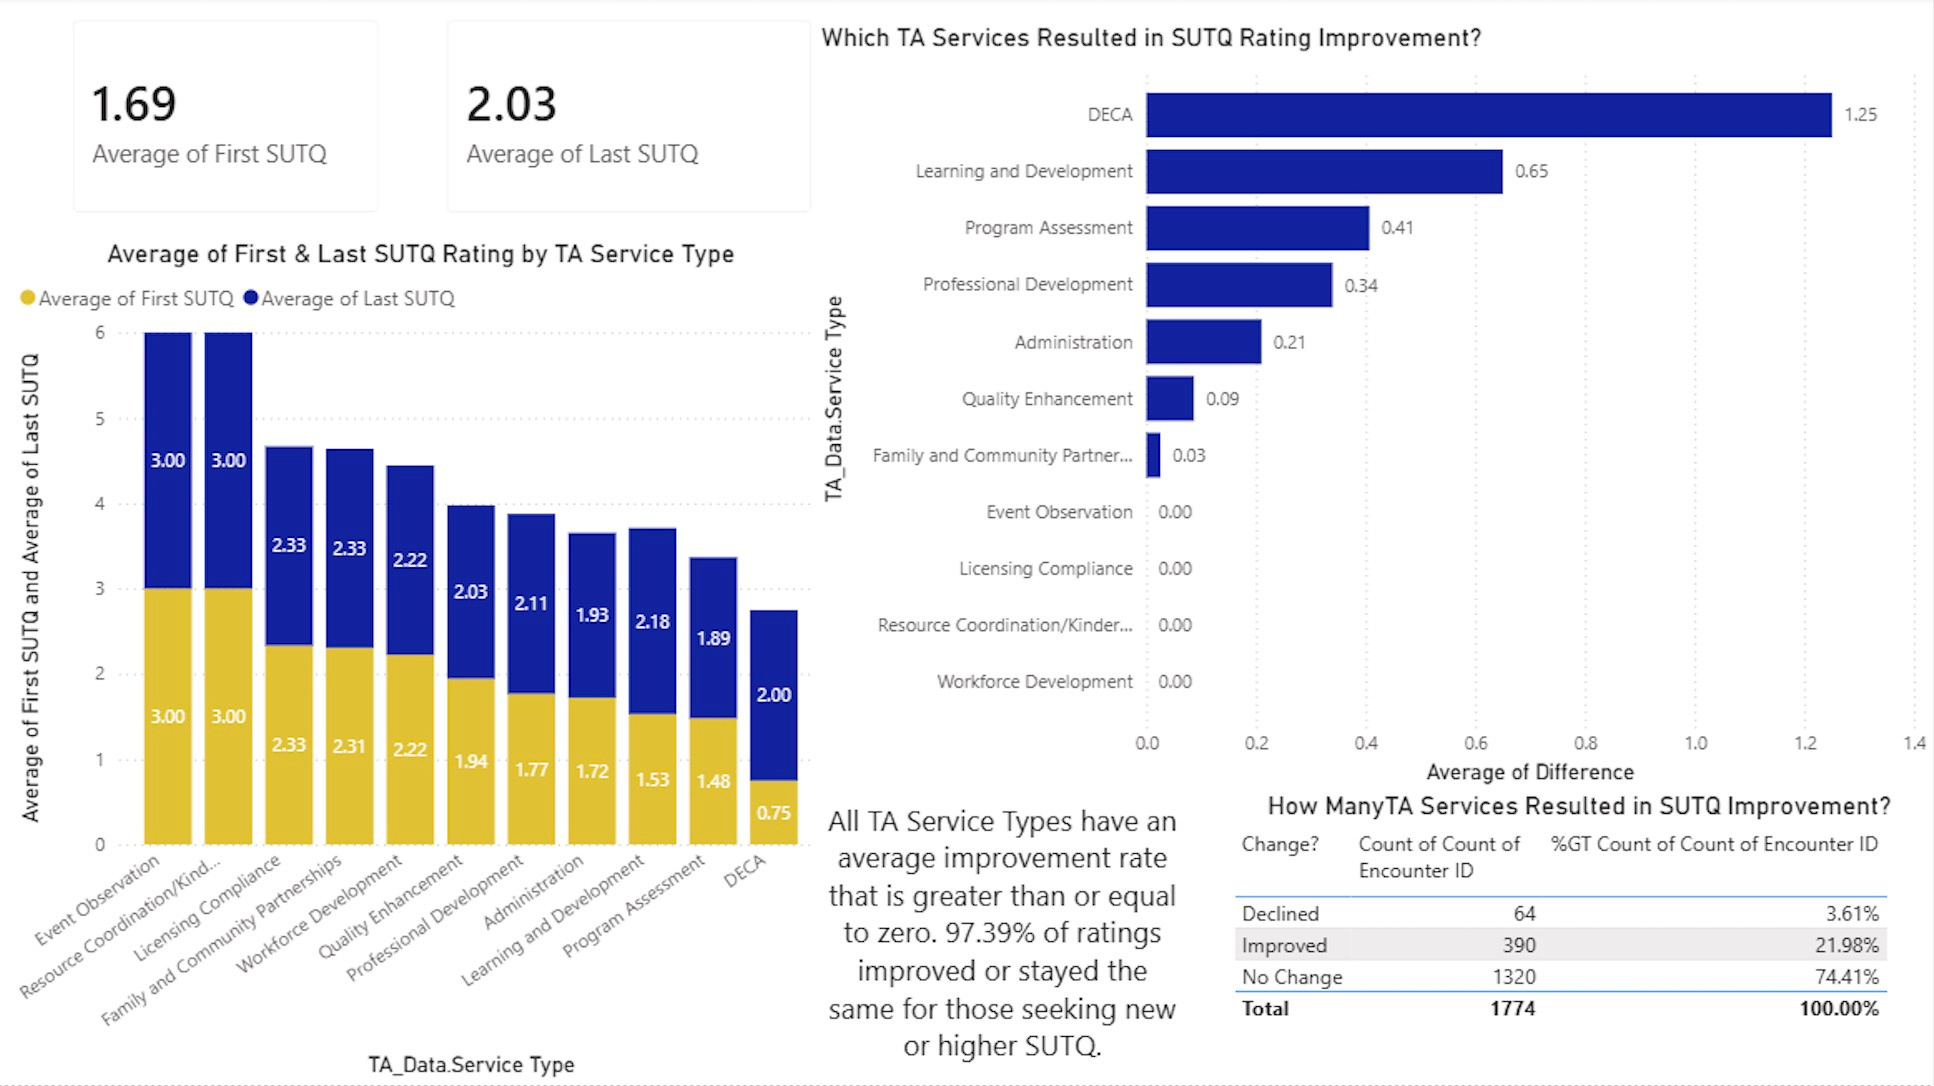 1.69
Average of First SUTQ
2.03
Average of Last SUTQ
Average of First & Last SUTQ Rating by TA Service Type
Average of First SUTQ Average of Last SUTQ
Average of First SUTQ and Average of Last SUTQ
6
5
4
3
2
1
0
3.00 3.00 2.33 2.33 2.22 2.03 2.11 1.93 2.18 1.89 2.00
3.00 3.00 2.33 2.31 2.22 1.94 1.77 1.72 1.53 1.48 0.75
Event Observation
Resource Coordination/Kind...
Licensing Compliance
Family and Community Partnerships
Workforce Development
Quality Enhancement
Professional Development
Administration
Learning and Development
Program Assessment
DECA
TA_Data.Service Type
Which TA Services Resulted in SUTQ Rating Improvement?
TA_Data.Service Type
DECA 1.25
Learning and Development 0.65
Program Assessment 0.41
Professional Development 0.34
Administration 0.21
Quality Enhancement 0.09
Family and Community Partner... 0.03
Event Observation 0.00
Licensing Compliance 0.00
Resource Coordination/Kinder... 0.00
Workforce Development 0.00
0.0 0.2 0.4 0.6 0.8 1.0 1.2 1.4
Average of Difference
All TA Service Types have an
average improvement rate
that is greater than or equal
to zero. 97.39% of ratings
improved or stayed the
same for those seeking new
or higher SUTQ.
How ManyTA Services Resulted in SUTQ Improvement?
Change? Count of Count of %GT Count of Count of Encounter ID
Encounter ID
Declined 64 3.61%
Improved 390 21.98%
No Change 1320 74.41%
Total 1774 100.00%